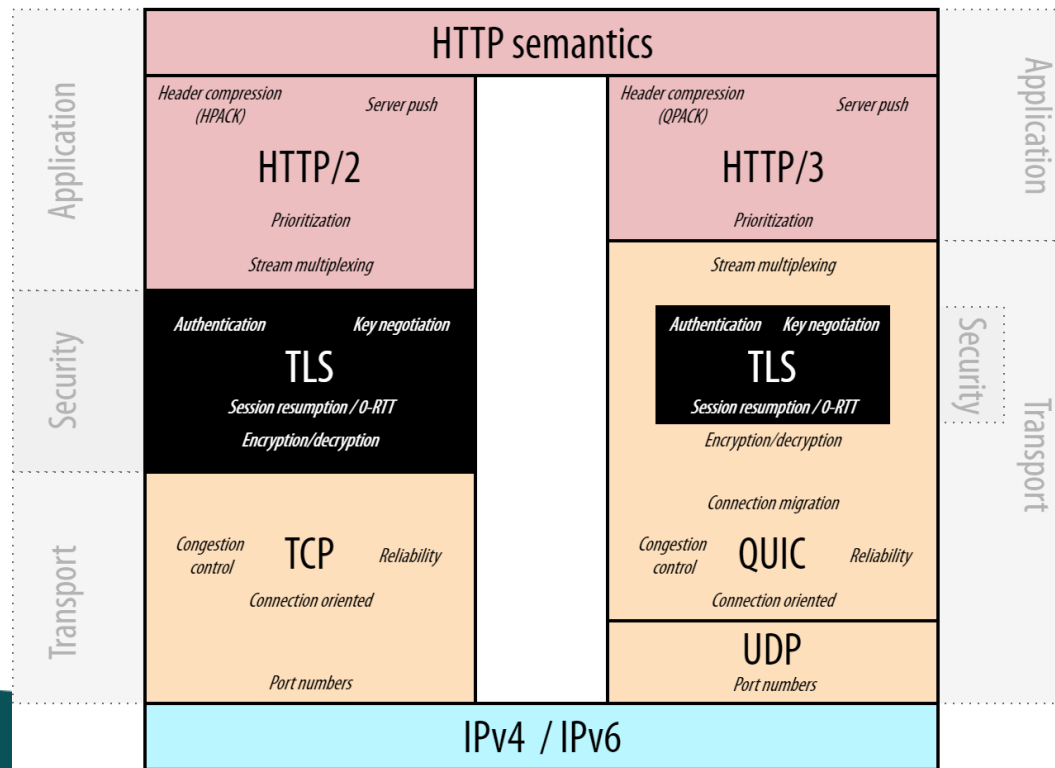 HTTP semantics
Application
Header compression
(HPACK)
Server push
HTTP/2
Prioritization
Stream multiplexing
Security
Authentication
Key negotiation
TLS
Session resumption / 0-RTT
Encryption/decryption
Transport
Congestion
control
TCP
Reliability
Connection oriented
Port numbers
Header compression
(QPACK)
Server push
HTTP/3
Prioritization
Application
Stream multiplexing
Authentication
Key negotiation
TLS
Session resumption / 0-RTT
Security
Encryption/decryption
Transport
Connection migration
Congestion
control
QUIC
Reliability
Connection oriented
UDP
Port numbers
IPv4 / IPv6